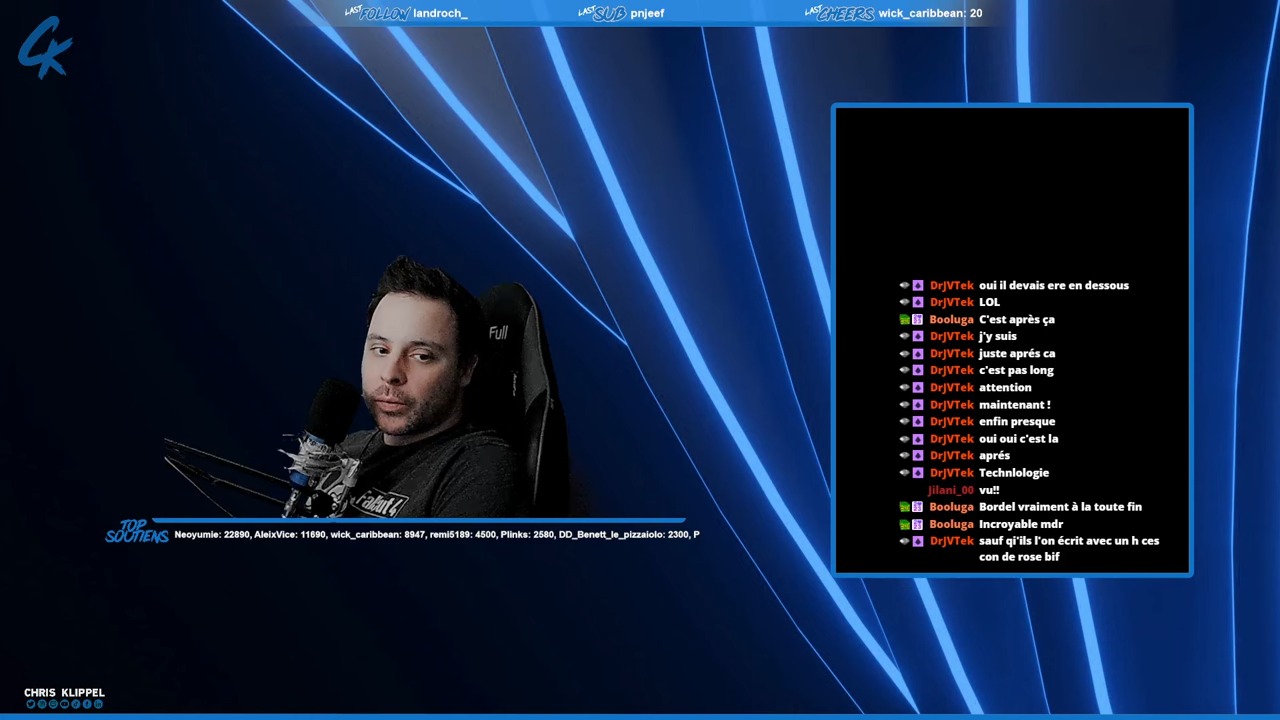 LAST FOLLOW landroch_
LAST SUB pnjeef
LAST CHEERS wick_caribbean: 20
CK
DrJVTek oui il devais ere en dessous
DrJVTek LOL
Booluga C'est après ça
DrJVTek j'y suis
DrJVTek juste aprés ca
DrJVTek c'est pas long
DrJVTek attention
DrJVTek maintenant !
DrJVTek enfin presque
DrJVTek oui oui c'est la
DrJVTek aprés
DrJVTek Technlologie
Jilani_00 vu!!
Booluga Bordel vraiment à la toute fin
Booluga Incroyable mdr
DrJVTek sauf qi'ils l'on écrit avec un h ces
con de rose bif
Full
Fallout 4
TOP
SOUTIENS
Neoyumie: 22890, AleixVice: 11690, wick_caribbean: 8947, remi5189: 4500, Plinks: 2580, DD_Benett_le_pizzaiolo: 2300, P
CHRIS KLIPPEL